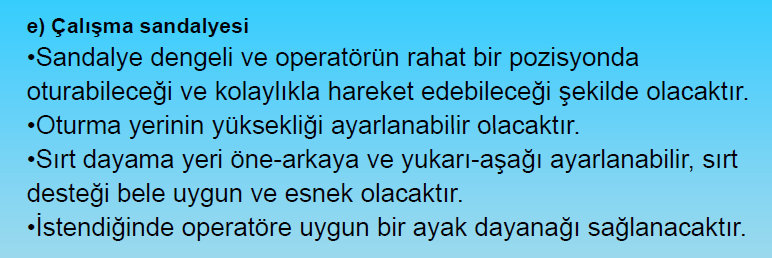 e) Çalışma sandalyesi
•Sandalye dengeli ve operatörün rahat bir pozisyonda
oturabileceği ve kolaylıkla hareket edebileceği şekilde olacaktır.
•Oturma yerinin yüksekliği ayarlanabilir olacaktır.
•Sırt dayama yeri öne-arkaya ve yukarı-aşağı ayarlanabilir, sırt
desteği bele uygun ve esnek olacaktır.
•İstendiğinde operatöre uygun bir ayak dayanağı sağlanacaktır.